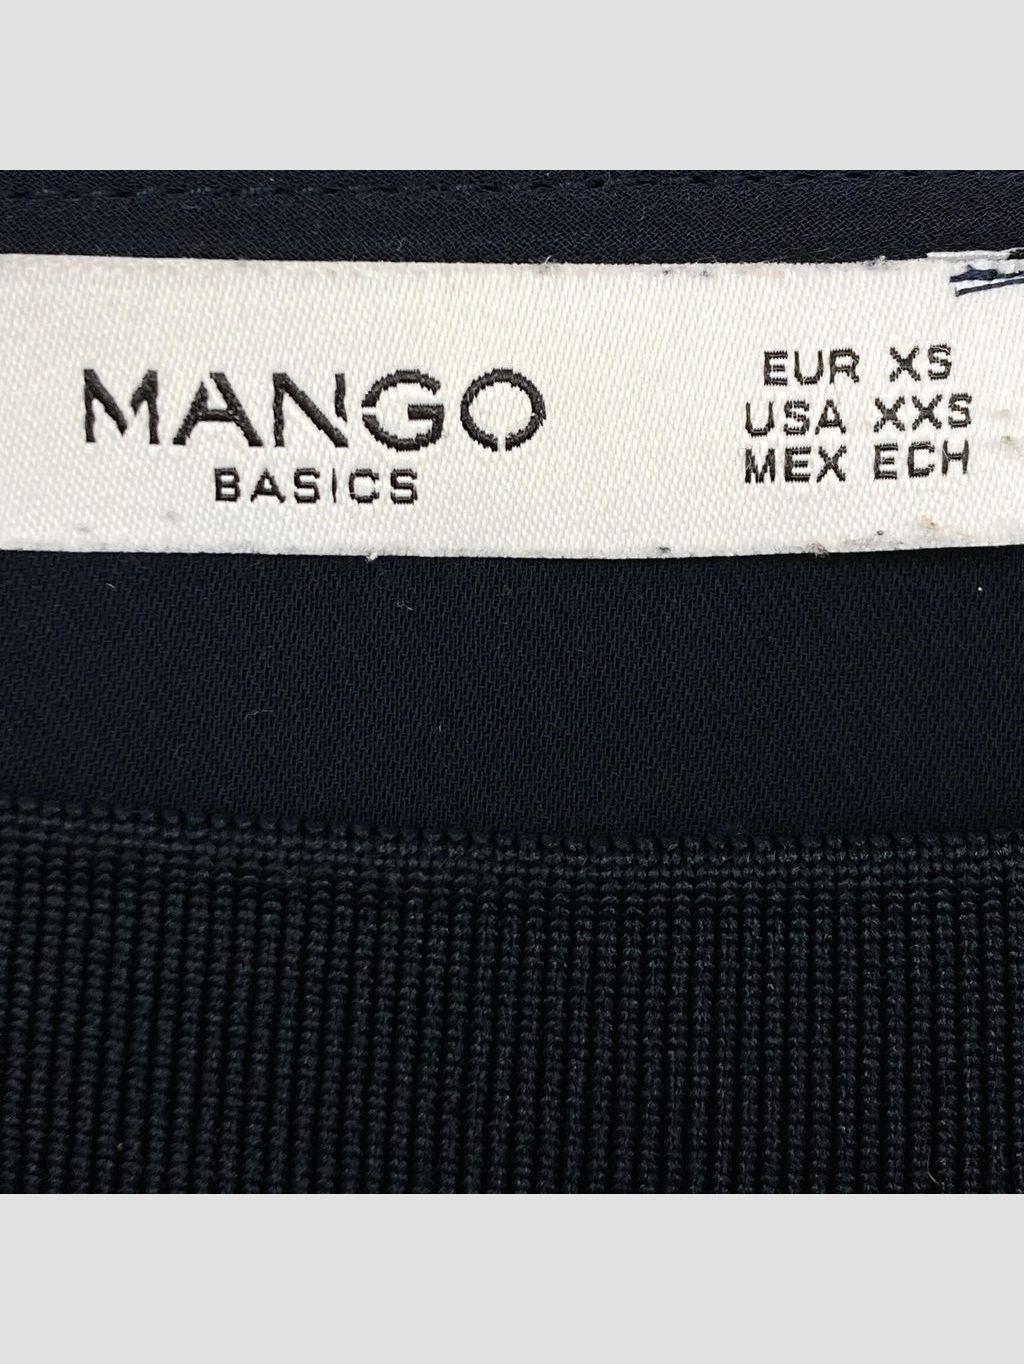 MANGO
BASICS
EUR XS
USA XXS
MEX ECH